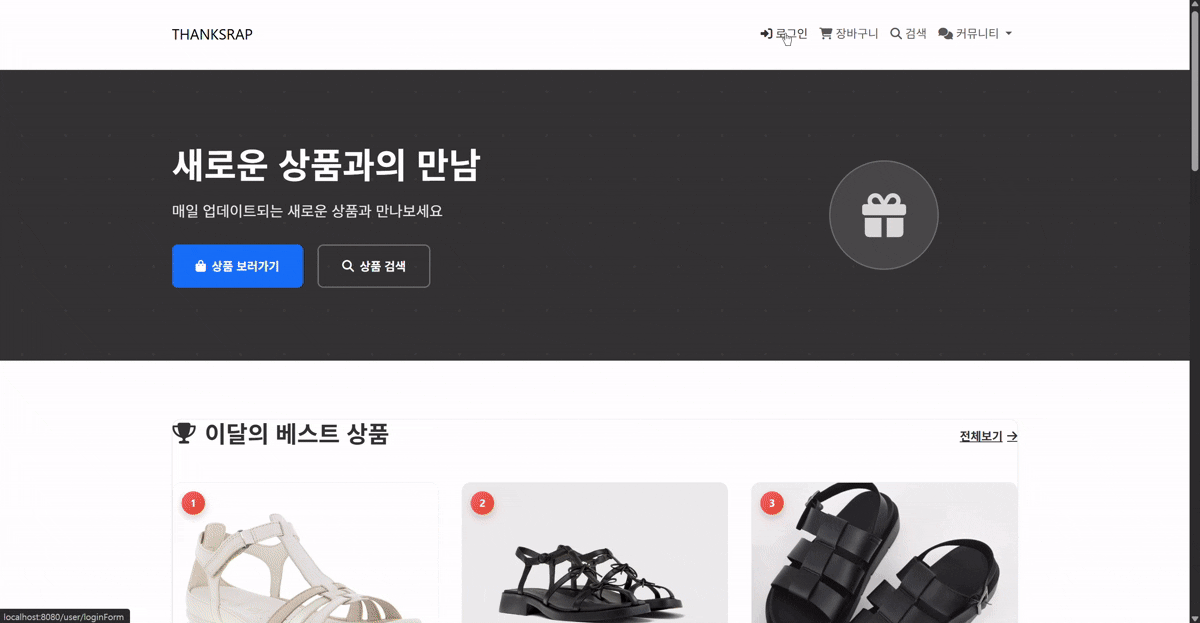 THANKSRAP
로그인 장바구니 검색 커뮤니티
새로운 상품과의 만남
매일 업데이트되는 새로운 상품과 만나보세요
상품 보러가기 상품 검색
이달의 베스트 상품 전체보기
1 2 3
localhost:8080/user/loginForm